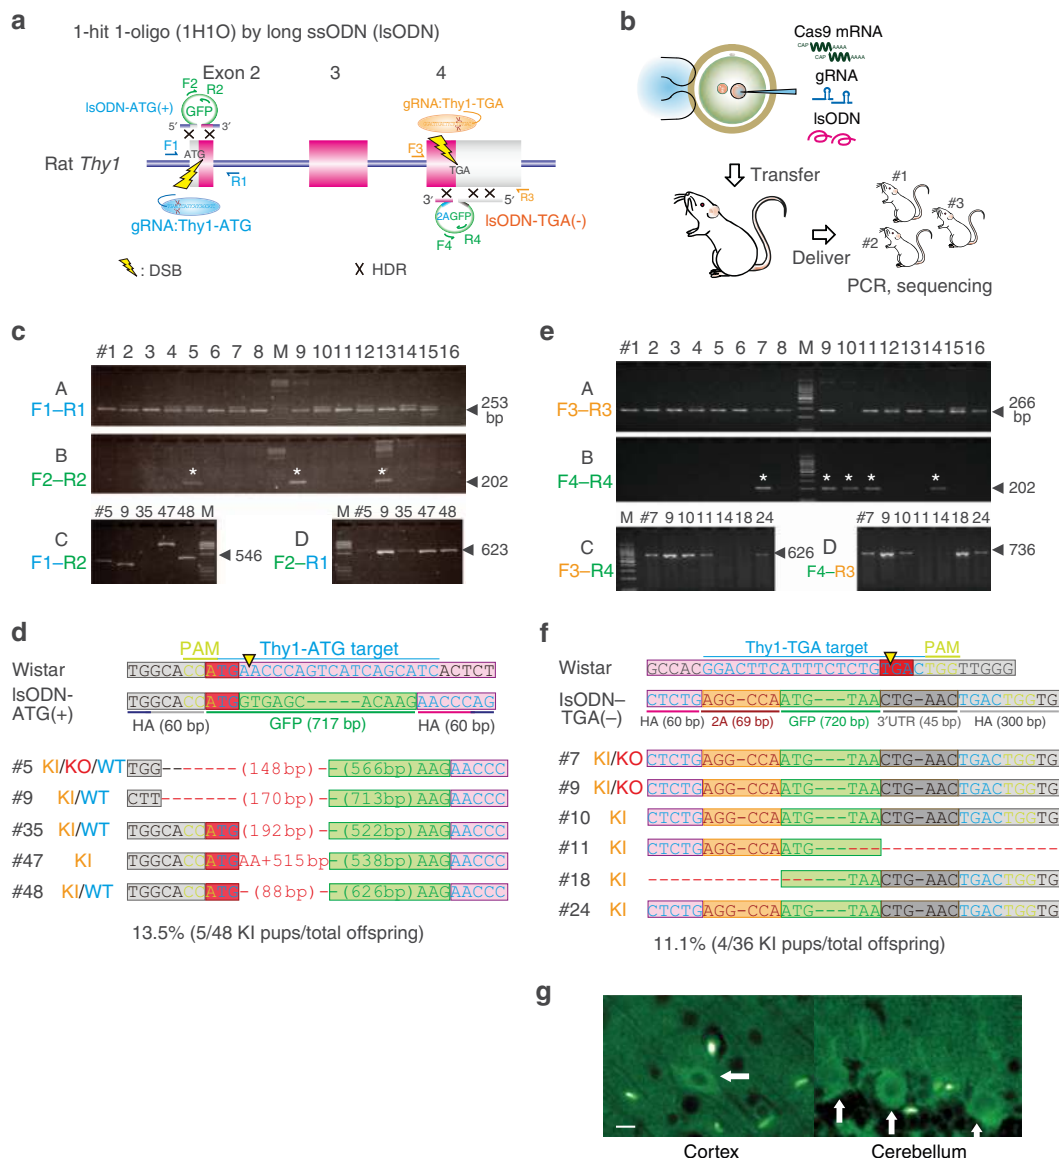 a
1-hit 1-oligo (1H1O) by long ssODN (lsODN)
Exon 2 3 4
F2 R2
lsODN-ATG(+)
GFP
5′ 3′
F1
ATG
Rat Thy1
R1
gRNA:Thy1-ATG
gRNA:Thy1-TGA
F3
TGA
3′ 5′
R3
2AGFP
lsODN-TGA(-)
F4 R4
: DSB
HDR
b
Cas9 mRNA
CAP AAAA
CAP AAAA
gRNA
lsODN
Transfer
Deliver
#1
#2
#3
PCR, sequencing
c
#1 2 3 4 5 6 7 8 M 9 10 11 12 13 14 15 16
A
F1–R1
253 bp
B
F2–R2
* * *
202
#5 9 35 47 48 M
C
F1–R2
546
M #5 9 35 47 48
D
F2–R1
623
e
#1 2 3 4 5 6 7 8 M 9 10 11 12 13 14 15 16
A
F3–R3
266 bp
B
F4–R4
* * * * *
202
M #7 9 10 11 14 18 24
C
F3–R4
626
#7 9 10 11 14 18 24
D
F4–R3
736
d
PAM Thy1-ATG target
Wistar TGGCACCATGAACCCAGTCATCAGCATCACTCT
lsODN-ATG(+) TGGCACCATGGTGAGC-----ACAAGAACCCAG
HA (60 bp) GFP (717 bp) HA (60 bp)
#5 KI/KO/WT TGG--------(148bp)--(566bp)AAGAACCC
#9 KI/WT CTT--------(170bp)--(713bp)AAGAACCC
#35 KI/WT TGGCACCATG--(192bp)--(522bp)AAGAACCC
#47 KI TGGCACCATGAA+515bp-(538bp)AAGAACCC
#48 KI/WT TGGCACCATG-(88bp)--(626bp)AAGAACCC
13.5% (5/48 KI pups/total offspring)
f
Thy1-TGA target PAM
Wistar GCCACGGACTTCATTTCTCTGTGACTGGTTGGG
lsODN–TGA(–) CTCTGAGG-CCAATG---TAACTG-AACTGACTGGTG
HA (60 bp) 2A (69 bp) GFP (720 bp) 3′UTR (45 bp) HA (300 bp)
#7 KI/KO CTCTGAGG-CCAATG---TAACTG-AACTGACTGGTG
#9 KI/KO CTCTGAGG-CCAATG---TAACTG-AACTGACTGGTG
#10 KI CTCTGAGG-CCAATG---TAACTG-AACTGACTGGTG
#11 KI CTCTGAGG-CCAATG------------------
#18 KI ----------------TAACTG-AACTGACTGGTG
#24 KI CTCTGAGG-CCAATG---TAACTG-AACTGACTGGTG
11.1% (4/36 KI pups/total offspring)
g
Cortex
Cerebellum